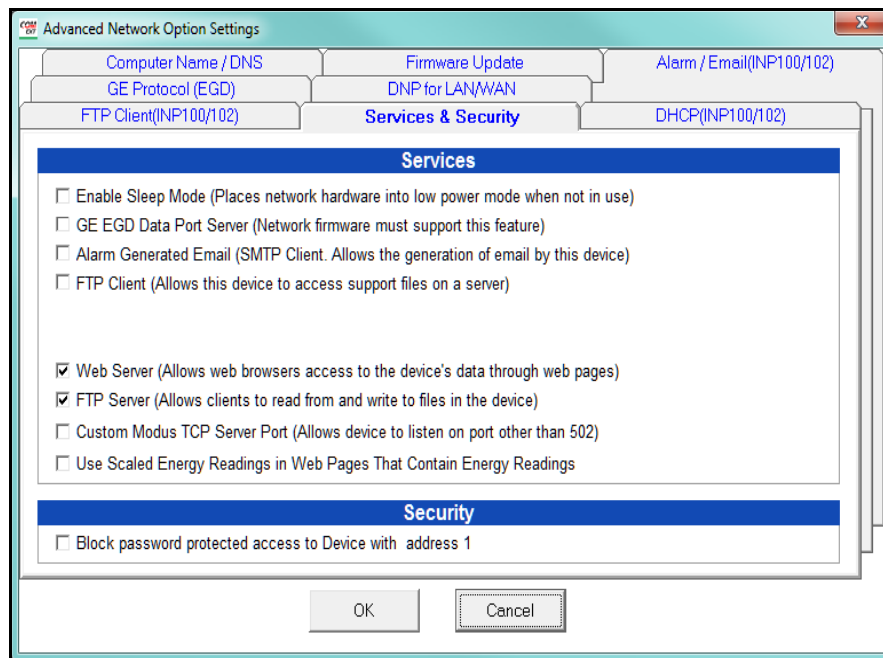 COM EXT Advanced Network Option Settings X
Computer Name / DNS Firmware Update Alarm / Email(INP100/102)
GE Protocol (EGD) DNP for LAN/WAN
FTP Client(INP100/102) Services & Security DHCP(INP100/102)
Services
Enable Sleep Mode (Places network hardware into low power mode when not in use)
GE EGD Data Port Server (Network firmware must support this feature)
Alarm Generated Email (SMTP Client. Allows the generation of email by this device)
FTP Client (Allows this device to access support files on a server)
Web Server (Allows web browsers access to the device's data through web pages)
FTP Server (Allows clients to read from and write to files in the device)
Custom Modus TCP Server Port (Allows device to listen on port other than 502)
Use Scaled Energy Readings in Web Pages That Contain Energy Readings
Security
Block password protected access to Device with address 1
OK Cancel